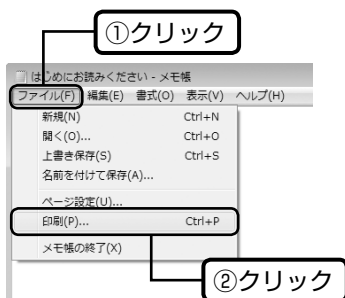 ①クリック
はじめにお読みください - メモ帳
ファイル(F) 編集(E) 書式(O) 表示(V) ヘルプ(H)
新規(N) Ctrl+N
開く(O)... Ctrl+O
上書き保存(S) Ctrl+S
名前を付けて保存(A)...
ページ設定(U)...
印刷(P)... Ctrl+P
メモ帳の終了(X)
②クリック